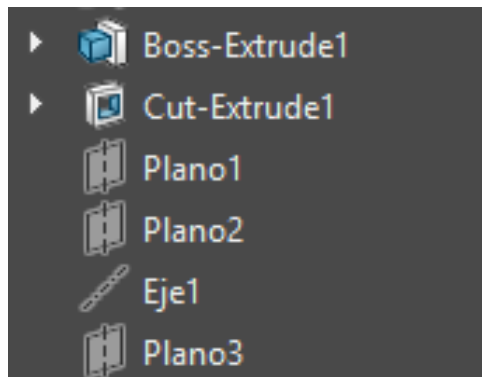 Boss-Extrude1
Cut-Extrude1
Plano1
Plano2
Eje1
Plano3